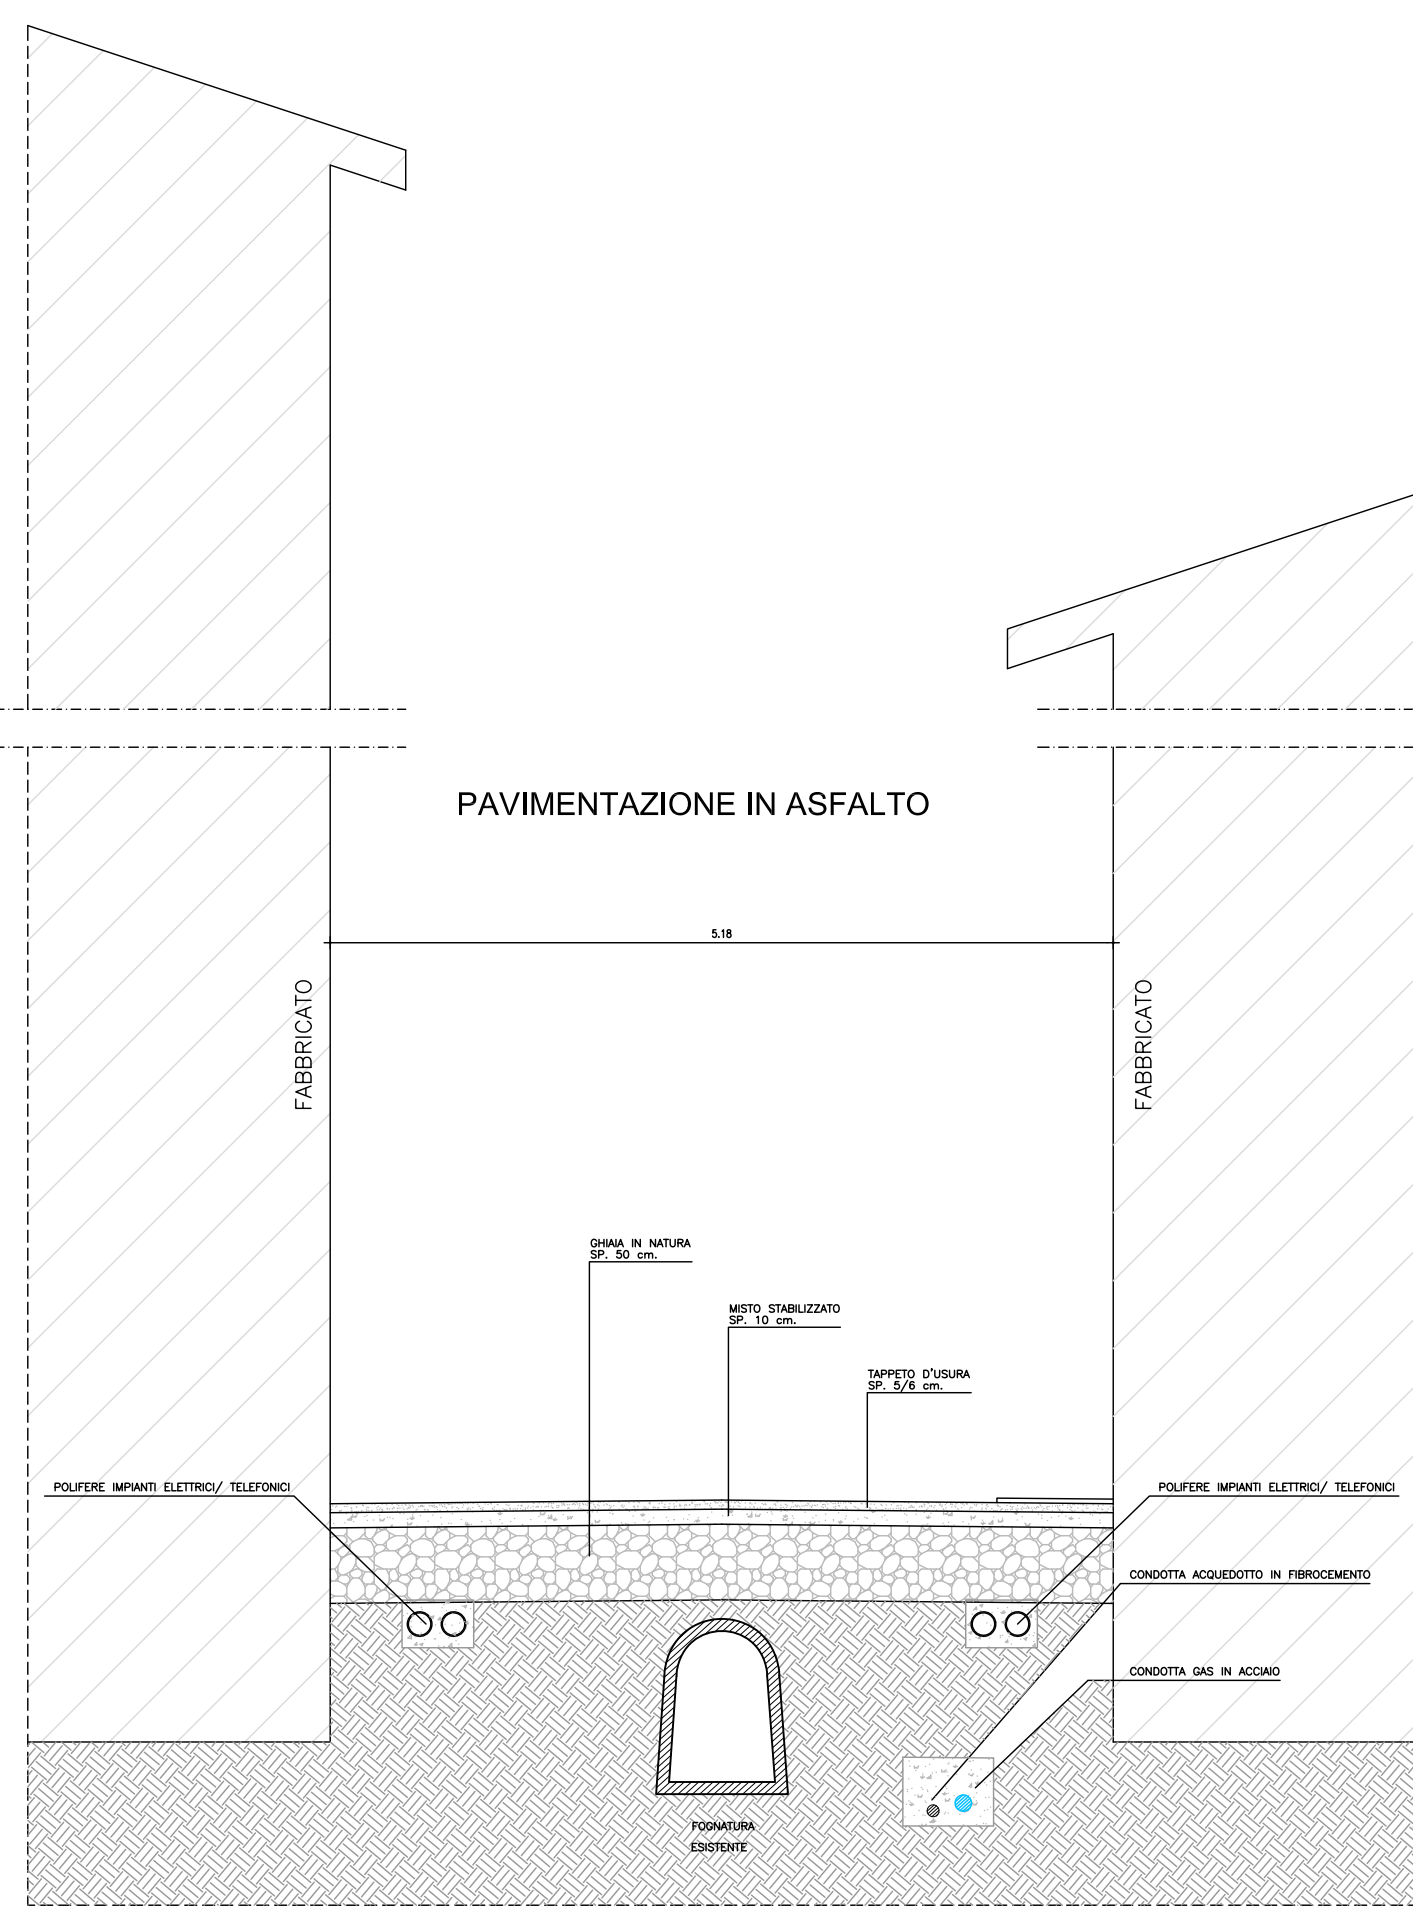 PAVIMENTAZIONE IN ASFALTO
5.18
FABBRICATO
FABBRICATO
GHIAIA IN NATURA
SP. 50 cm.
MISTO STABILIZZATO
SP. 10 cm.
TAPPETO D'USURA
SP. 5/6 cm.
POLIFERE IMPIANTI ELETTRICI/ TELEFONICI
POLIFERE IMPIANTI ELETTRICI/ TELEFONICI
CONDOTTA ACQUEDOTTO IN FIBROCEMENTO
CONDOTTA GAS IN ACCIAIO
FOGNATURA
ESISTENTE